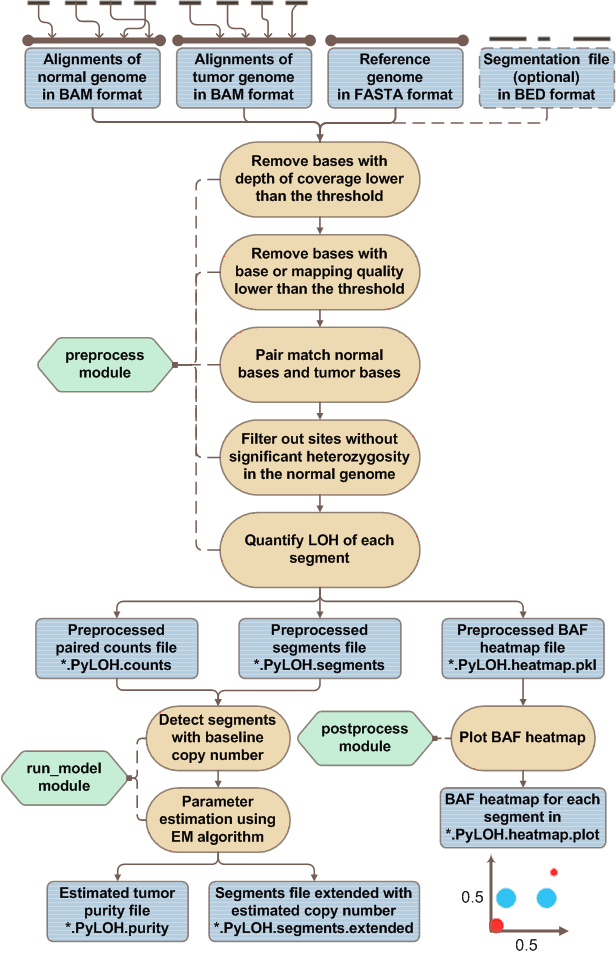 Alignments of
normal genome
in BAM format
Alignments of
tumor genome
in BAM format
Reference
genome
in FASTA format
Segmentation file
(optional)
in BED format
Remove bases with
depth of coverage lower
than the threshold
Remove bases with
base or mapping quality
lower than the threshold
preprocess
module
Pair match normal
bases and tumor bases
Filter out sites without
significant heterozygosity
in the normal genome
Quantify LOH of each
segment
Preprocessed
paired counts file
*.PyLOH.counts
Preprocessed
segments file
*.PyLOH.segments
Preprocessed BAF
heatmap file
*.PyLOH.heatmap.pkl
Detect segments
with baseline
copy number
postprocess
module
Plot BAF heatmap
run_model
module
Parameter
estimation using
EM algorithm
BAF heatmap for each
segment in
*.PyLOH.heatmap.plot
Estimated tumor
purity file
*.PyLOH.purity
Segments file extended with
estimated copy number
*.PyLOH.segments.extended
0.5
0.5